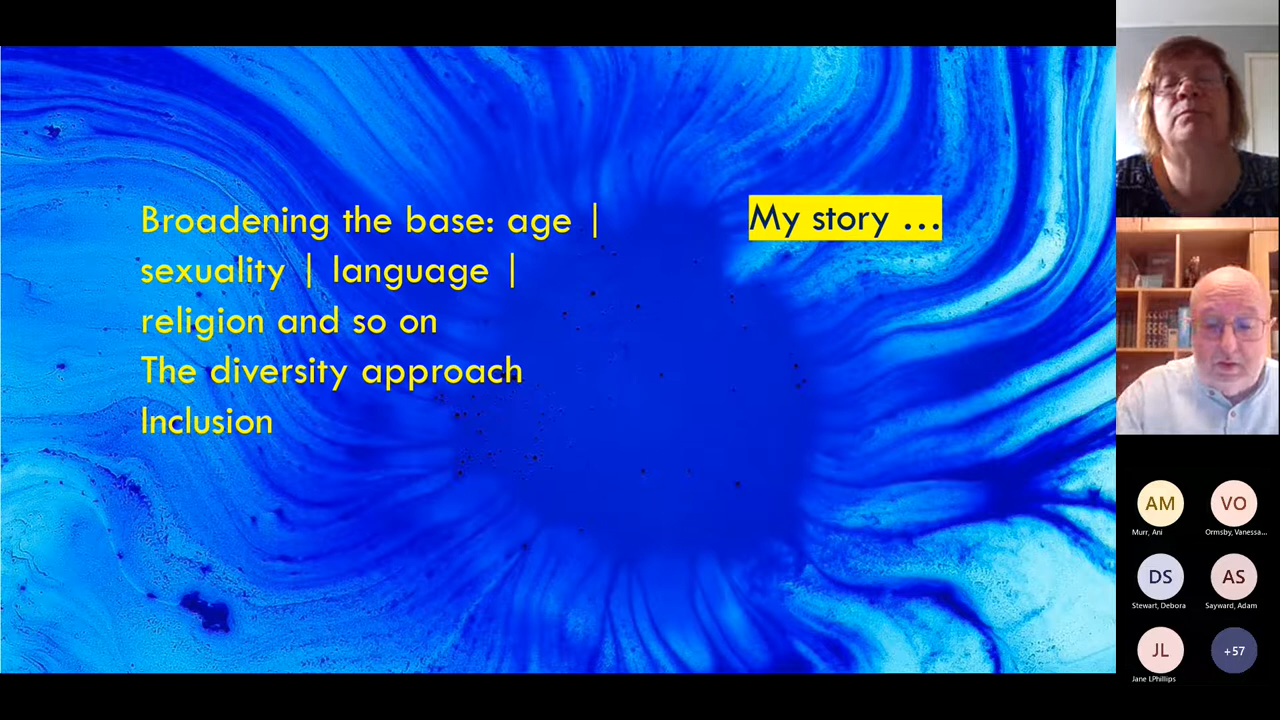 Broadening the base: age |
sexuality | language |
religion and so on
The diversity approach
Inclusion
My story ...
AM
Murr, Ani
VO
Ormsby, Vanessa...
DS
Stewart, Debora
AS
Sayward, Adam
JL
Jane LPhillips
+57